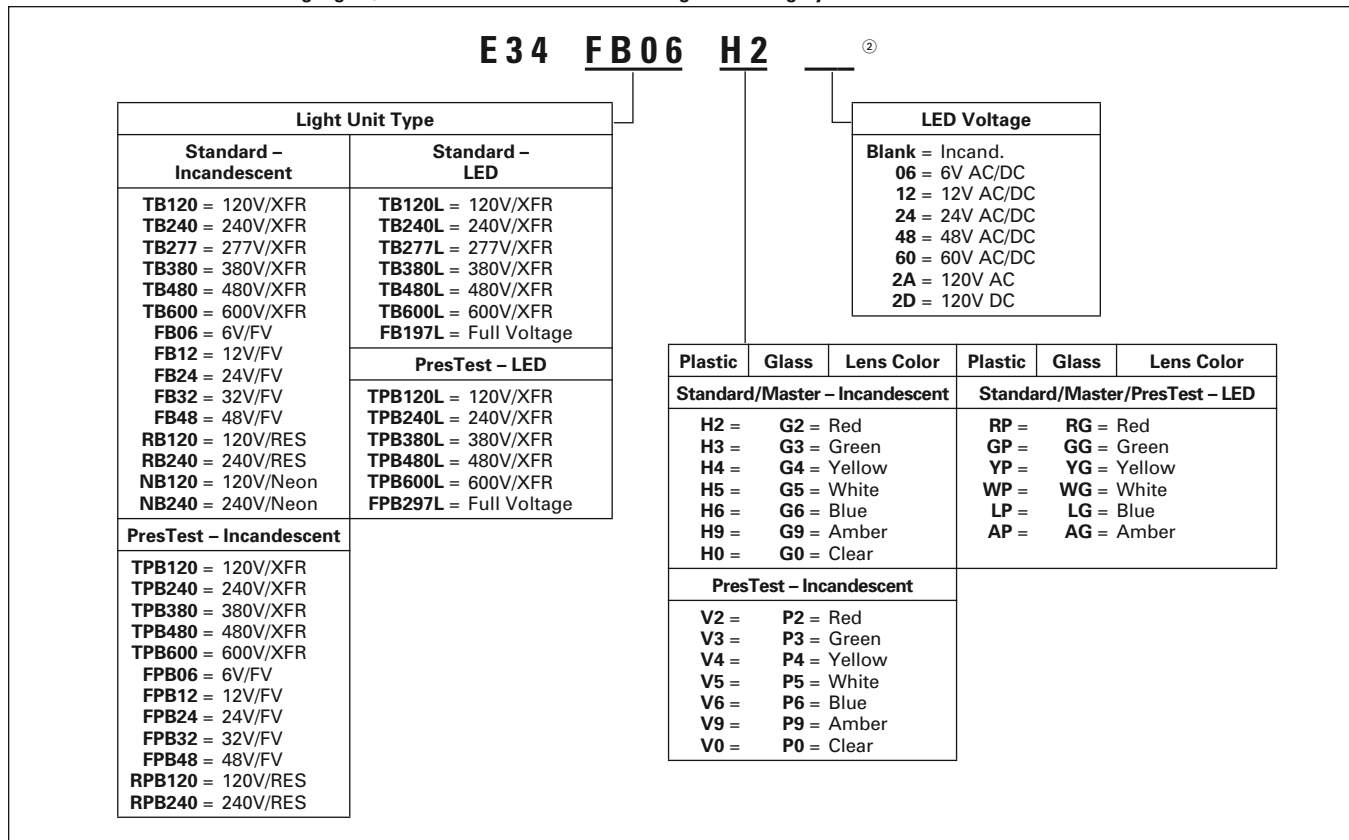 E34 FB06 H2 __ ②
Light Unit Type
Standard –
Incandescent
TB120 = 120V/XFR
TB240 = 240V/XFR
TB277 = 277V/XFR
TB380 = 380V/XFR
TB480 = 480V/XFR
TB600 = 600V/XFR
FB06 = 6V/FV
FB12 = 12V/FV
FB24 = 24V/FV
FB32 = 32V/FV
FB48 = 48V/FV
RB120 = 120V/RES
RB240 = 240V/RES
NB120 = 120V/Neon
NB240 = 240V/Neon
PresTest – Incandescent
TPB120 = 120V/XFR
TPB240 = 240V/XFR
TPB380 = 380V/XFR
TPB480 = 480V/XFR
TPB600 = 600V/XFR
FPB06 = 6V/FV
FPB12 = 12V/FV
FPB24 = 24V/FV
FPB32 = 32V/FV
FPB48 = 48V/FV
RPB120 = 120V/RES
RPB240 = 240V/RES
Standard –
LED
TB120L = 120V/XFR
TB240L = 240V/XFR
TB277L = 277V/XFR
TB380L = 380V/XFR
TB480L = 480V/XFR
TB600L = 600V/XFR
FB197L = Full Voltage
PresTest – LED
TPB120L = 120V/XFR
TPB240L = 240V/XFR
TPB380L = 380V/XFR
TPB480L = 480V/XFR
TPB600L = 600V/XFR
FPB297L = Full Voltage
LED Voltage
Blank = Incand.
06 = 6V AC/DC
12 = 12V AC/DC
24 = 24V AC/DC
48 = 48V AC/DC
60 = 60V AC/DC
2A = 120V AC
2D = 120V DC
Plastic Glass Lens Color Plastic Glass Lens Color
Standard/Master – Incandescent
H2 = G2 = Red
H3 = G3 = Green
H4 = G4 = Yellow
H5 = G5 = White
H6 = G6 = Blue
H9 = G9 = Amber
H0 = G0 = Clear
PresTest – Incandescent
V2 = P2 = Red
V3 = P3 = Green
V4 = P4 = Yellow
V5 = P5 = White
V6 = P6 = Blue
V9 = P9 = Amber
V0 = P0 = Clear
Standard/Master/PresTest – LED
RP = RG = Red
GP = GG = Green
YP = YG = Yellow
WP = WG = White
LP = LG = Blue
AP = AG = Amber